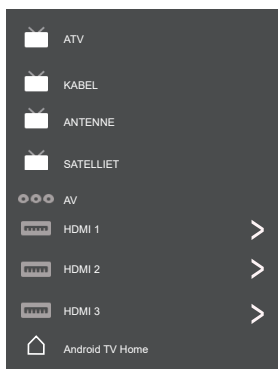 ATV
KABEL
ANTENNE
SATELLIET
AV
HDMI 1
HDMI 2
HDMI 3
Android TV Home